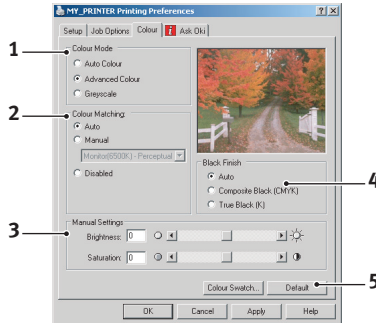 MY_PRINTER Printing Preferences
Setup Job Options Colour Ask Oki
1
Colour Mode
Auto Colour
Advanced Colour
Greyscale
2
Colour Matching:
Auto
Manual
Monitor(6500K) - Perceptual
Disabled
Black Finish
Auto
Composite Black (CMYK)
True Black (K)
4
3
Manual Settings
Brightness: 0
Saturation: 0
Colour Swatch... Default
5
OK Cancel Apply Help